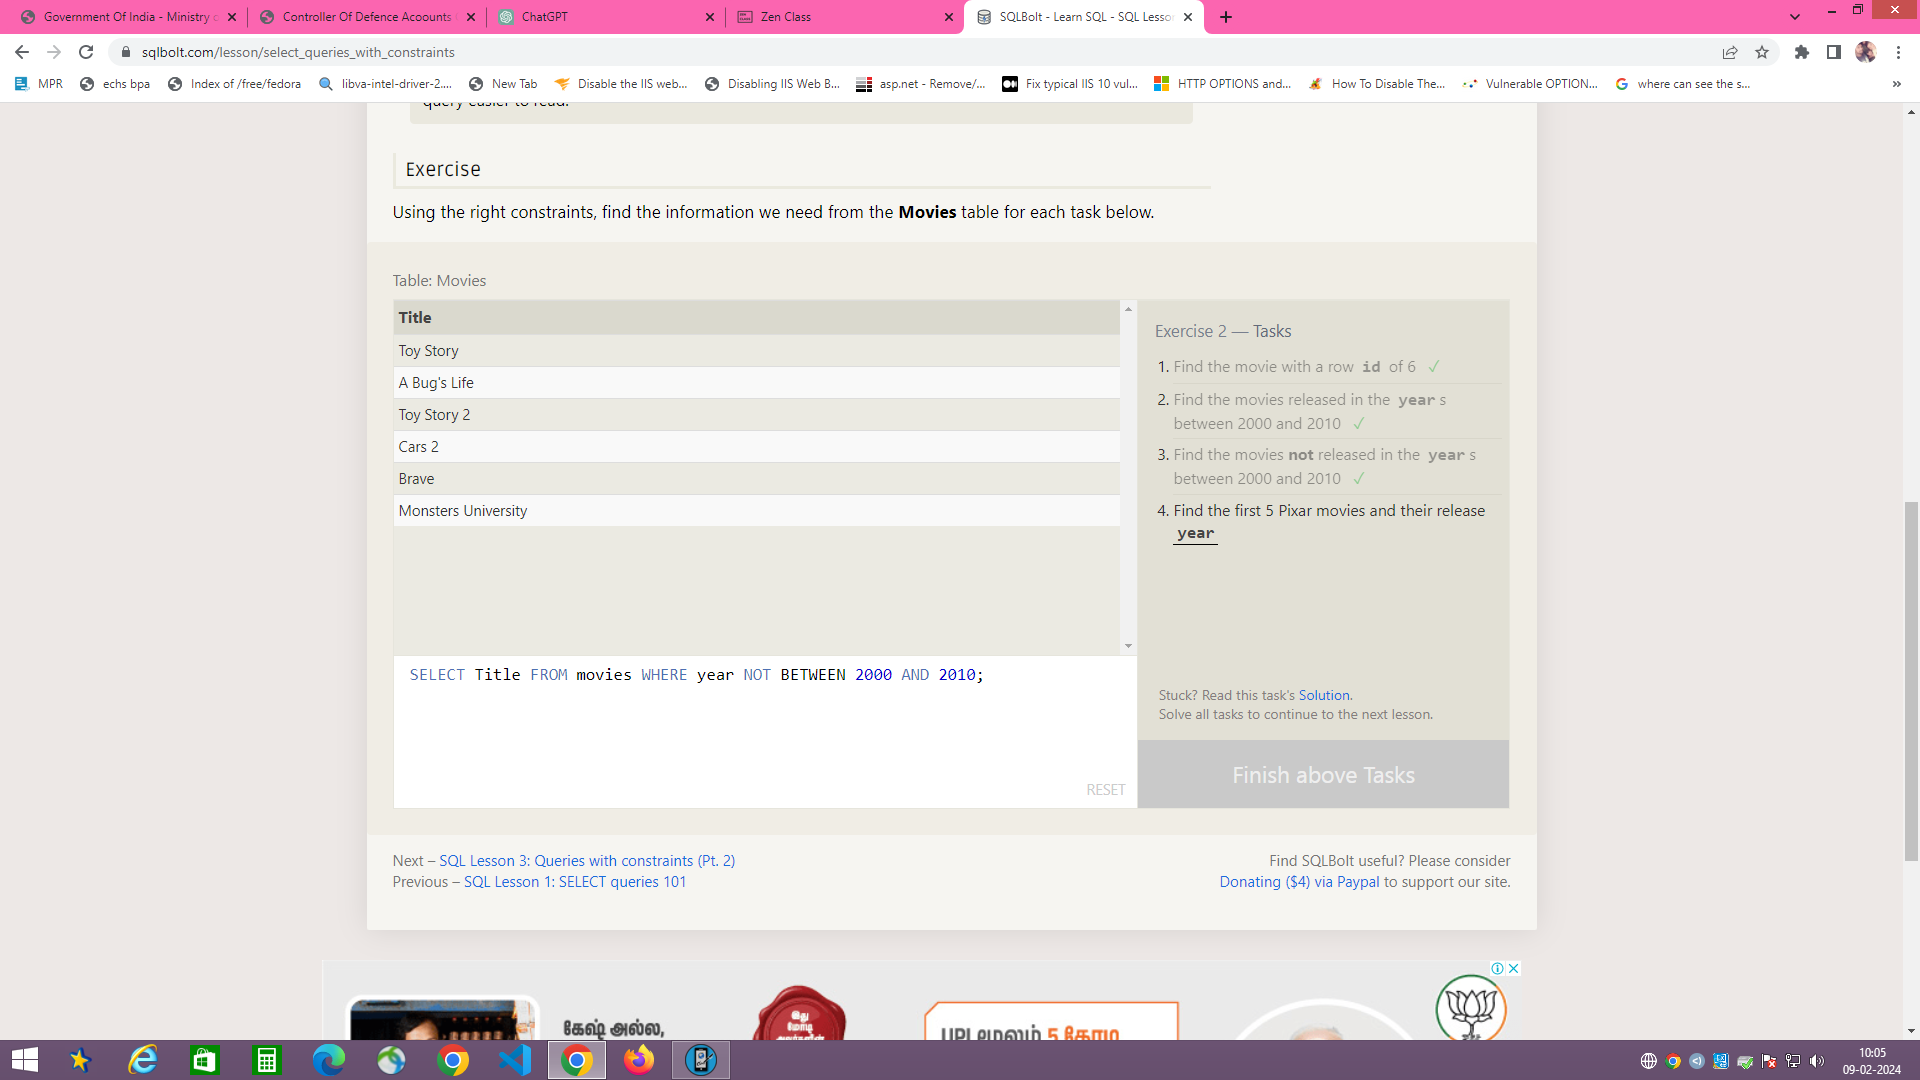 Government Of India - Ministry
Controller Of Defence Acoounts
ChatGPT
Zen Class
SQLBolt - Learn SQL - SQL Lesson
sqlbolt.com/lesson/select_queries_with_constraints
MPR
echs bpa
Index of /free/fedora
libva-intel-driver-2....
New Tab
Disable the IIS web...
Disabling IIS Web B...
asp.net - Remove/...
Fix typical IIS 10 vul...
HTTP OPTIONS and...
How To Disable The...
Vulnerable OPTION...
where can see the s...
»
query easier to read.
Exercise
Using the right constraints, find the information we need from the Movies table for each task below.
Table: Movies
Title
Toy Story
A Bug's Life
Toy Story 2
Cars 2
Brave
Monsters University
SELECT Title FROM movies WHERE year NOT BETWEEN 2000 AND 2010;
RESET
Exercise 2 — Tasks
1. Find the movie with a row id of 6 ✓
2. Find the movies released in the year s
between 2000 and 2010 ✓
3. Find the movies not released in the year s
between 2000 and 2010 ✓
4. Find the first 5 Pixar movies and their release
year
Stuck? Read this task's Solution.
Solve all tasks to continue to the next lesson.
Finish above Tasks
Next – SQL Lesson 3: Queries with constraints (Pt. 2)
Previous – SQL Lesson 1: SELECT queries 101
Find SQLBolt useful? Please consider
Donating ($4) via Paypal to support our site.
கேஷ் அல்ல,
இது
மோடி
5 கோடி
10:05
09-02-2024